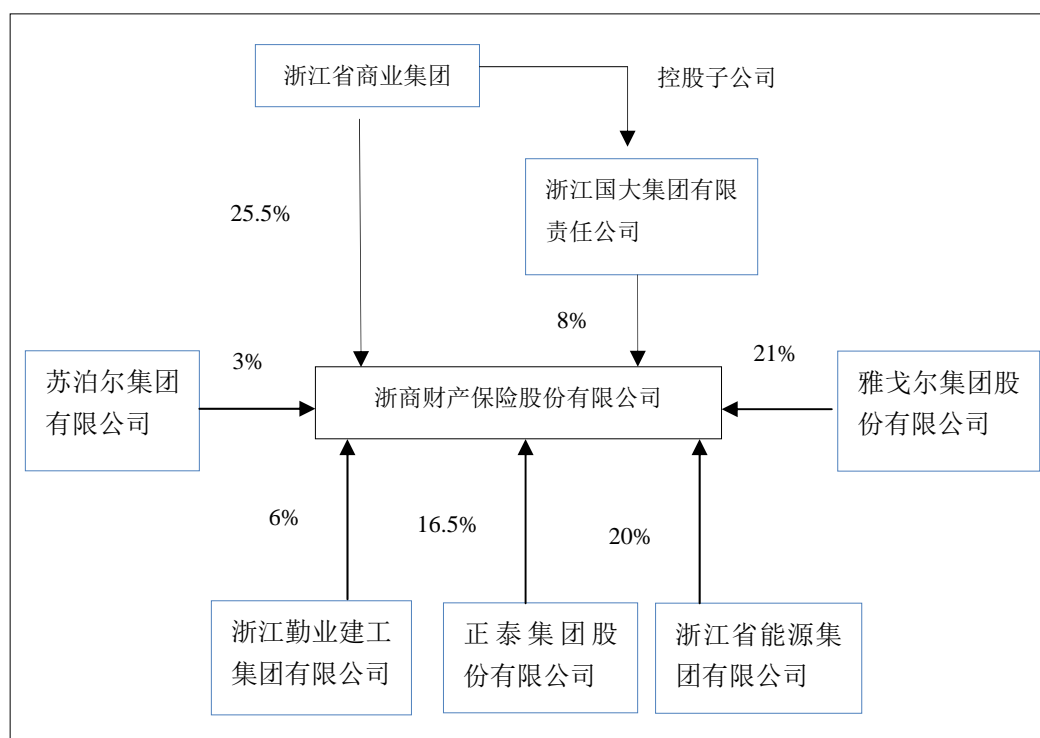 浙江省商业集团
控股子公司
浙江国大集团有限
责任公司
25.5%
8%
3%
21%
苏泊尔集团
有限公司
浙商财产保险股份有限公司
雅戈尔集团股
份有限公司
6%
16.5%
20%
浙江勤业建工
集团有限公司
正泰集团股
份有限公司
浙江省能源集
团有限公司